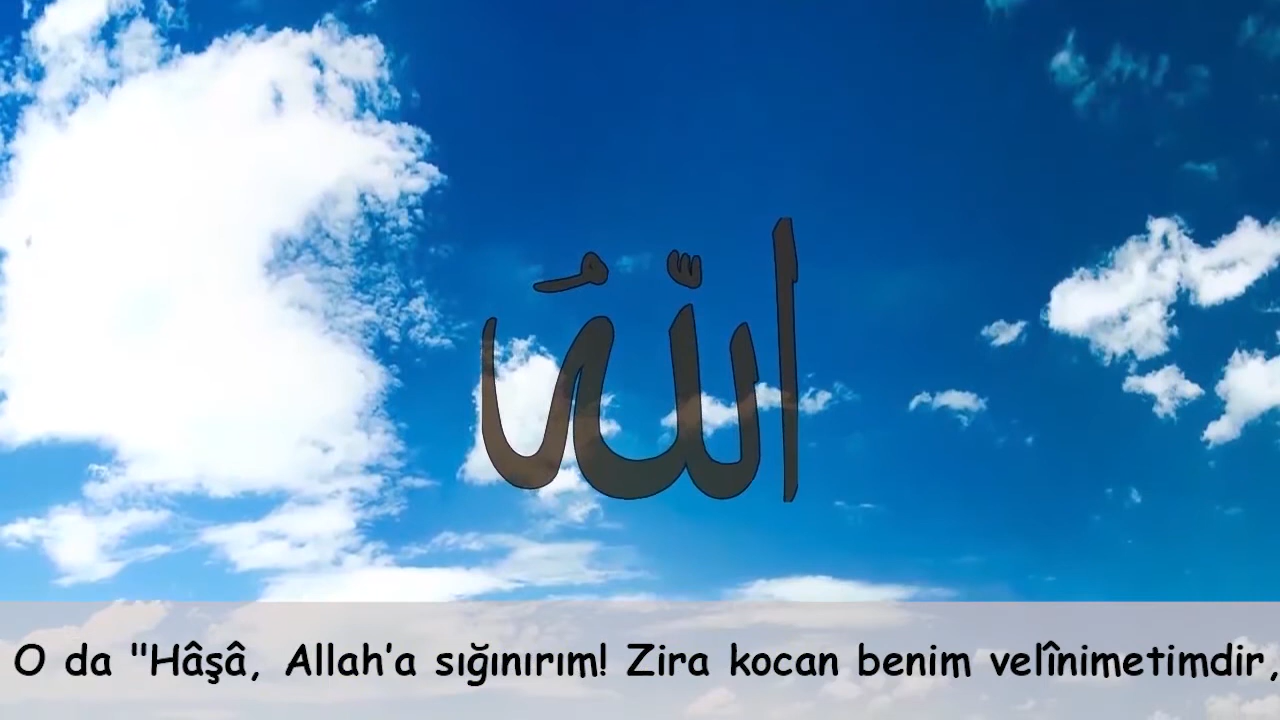 الله
O da "Hâşâ, Allah’a sığınırım! Zira kocan benim velînimetimdir,